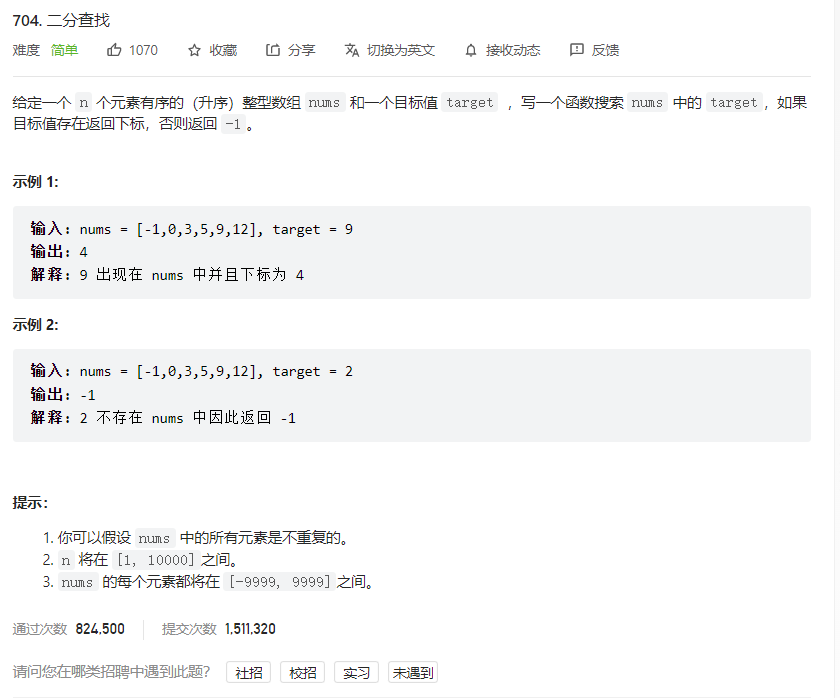 704. 二分查找
难度 简单 1070 收藏 分享 切换为英文 接收动态 反馈
给定一个 n 个元素有序的（升序）整型数组 nums 和一个目标值 target ，写一个函数搜索 nums 中的 target，如果
目标值存在返回下标，否则返回 -1。
示例 1:
输入: nums = [-1,0,3,5,9,12], target = 9
输出: 4
解释: 9 出现在 nums 中并且下标为 4
示例 2:
输入: nums = [-1,0,3,5,9,12], target = 2
输出: -1
解释: 2 不存在 nums 中因此返回 -1
提示：
1. 你可以假设 nums 中的所有元素是不重复的。
2. n 将在 [1, 10000]之间。
3. nums 的每个元素都将在 [-9999, 9999]之间。
通过次数 824,500 提交次数 1,511,320
请问您在哪类招聘中遇到此题？ 社招 校招 实习 未遇到